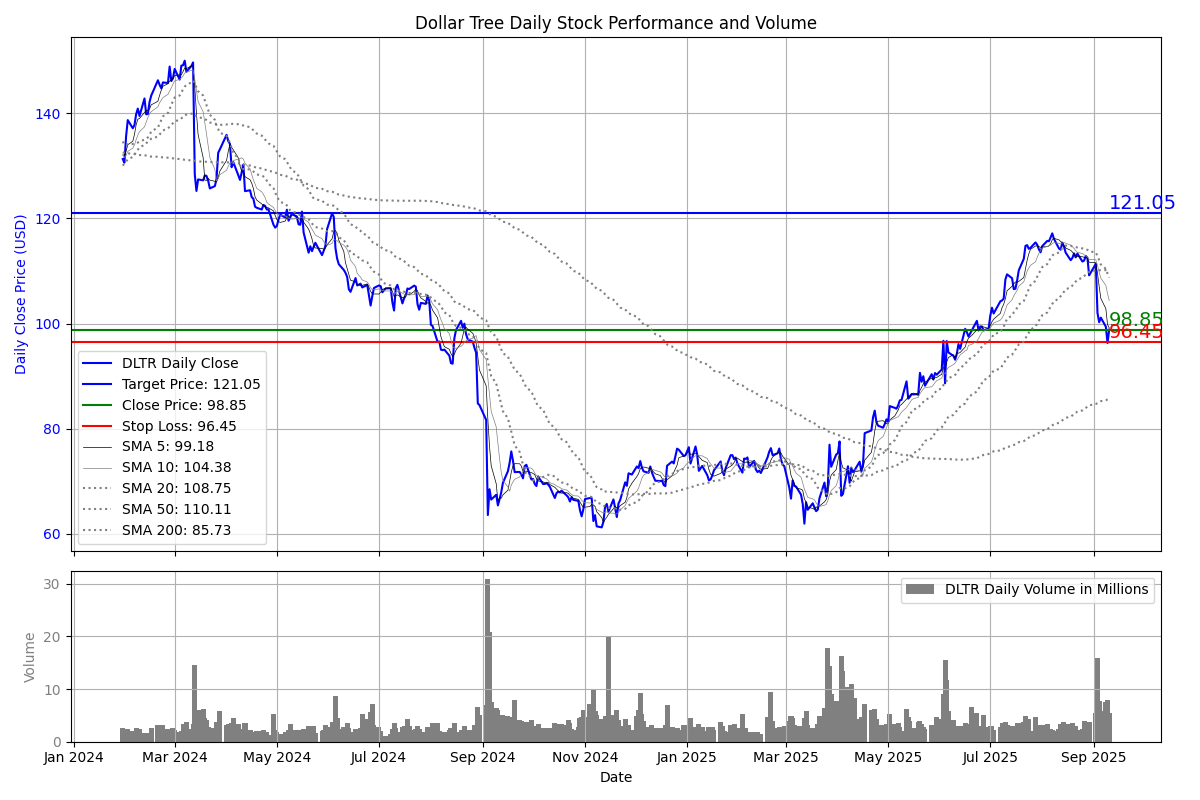 Dollar Tree Daily Stock Performance and Volume
Daily Close Price (USD)
140
120
100
80
60
121.05
98.85
96.45
DLTR Daily Close
Target Price: 121.05
Close Price: 98.85
Stop Loss: 96.45
SMA 5: 99.18
SMA 10: 104.38
SMA 20: 108.75
SMA 50: 110.11
SMA 200: 85.73
Volume
30
20
10
0
DLTR Daily Volume in Millions
Jan 2024 Mar 2024 May 2024 Jul 2024 Sep 2024 Nov 2024 Jan 2025 Mar 2025 May 2025 Jul 2025 Sep 2025
Date